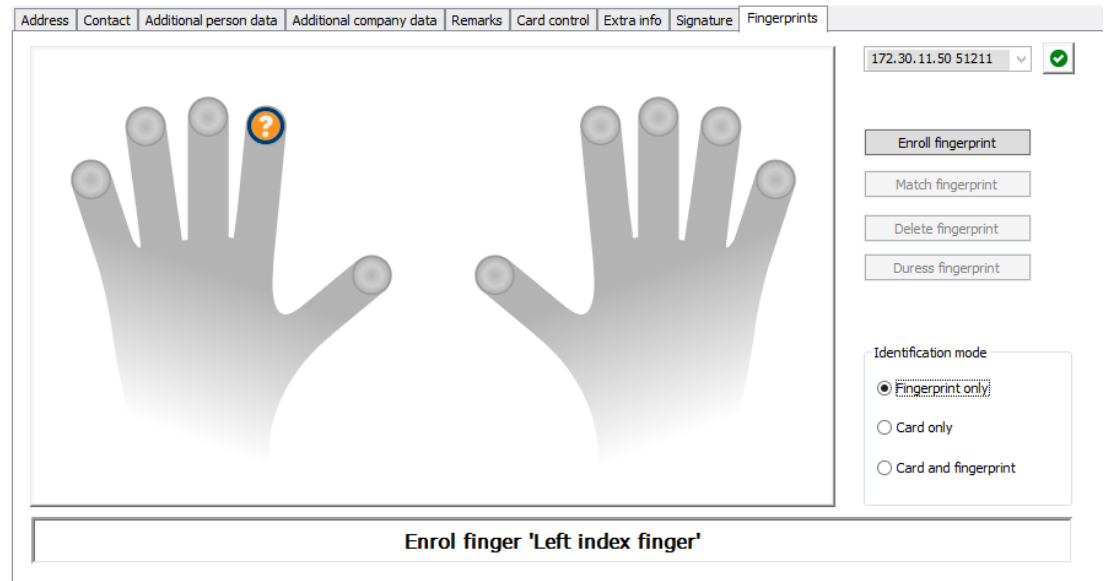 Address Contact Additional person data Additional company data Remarks Card control Extra info Signature Fingerprints
172.30.11.50 51211
?
Enroll fingerprint
Match fingerprint
Delete fingerprint
Duress fingerprint
Identification mode
Fingerprint only
Card only
Card and fingerprint
Enrol finger 'Left index finger'